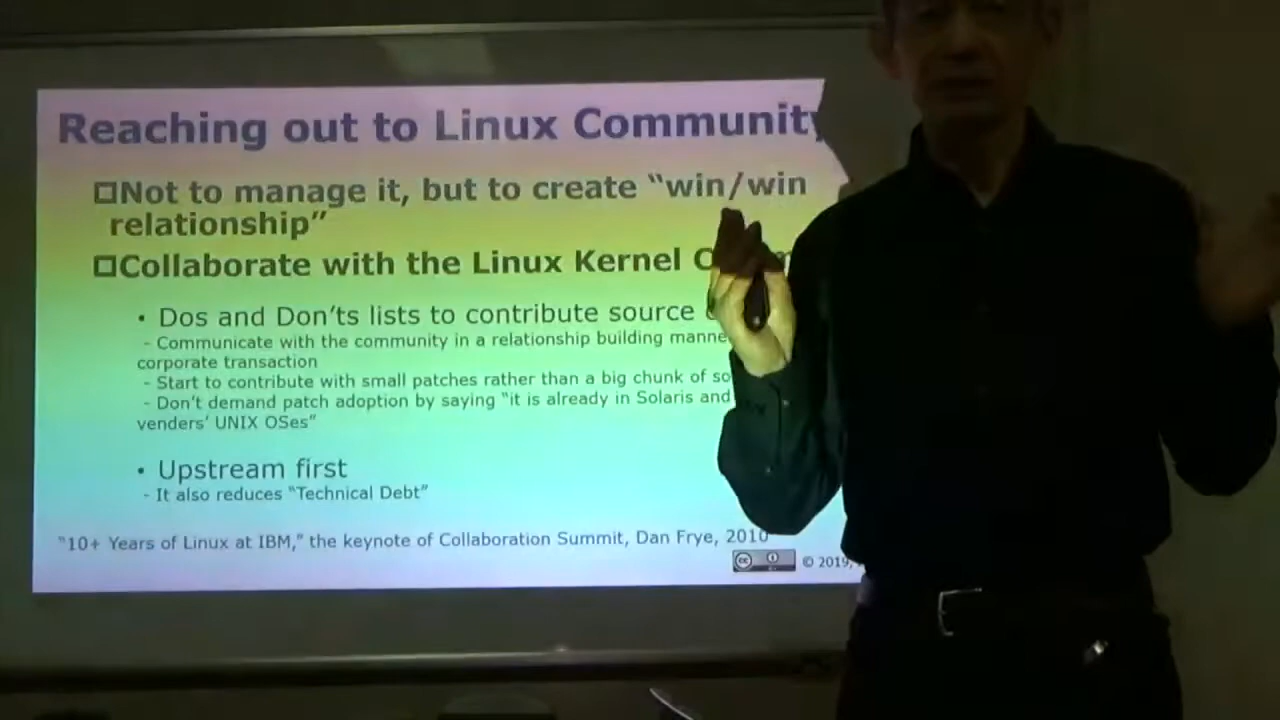 Reaching out to Linux Community
□Not to manage it, but to create “win/win
relationship”
□Collaborate with the Linux Kernel
• Dos and Don’ts lists to contribute source
- Communicate with the community in a relationship building
corporate transaction
- Start to contribute with small patches rather than a big chunk of
- Don’t demand patch adoption by saying “it is already in Solaris and
venders’ UNIX OSes”
• Upstream first
- It also reduces “Technical Debt”
“10+ Years of Linux at IBM,” the keynote of Collaboration Summit, Dan Frye, 2010
cc © 2019,